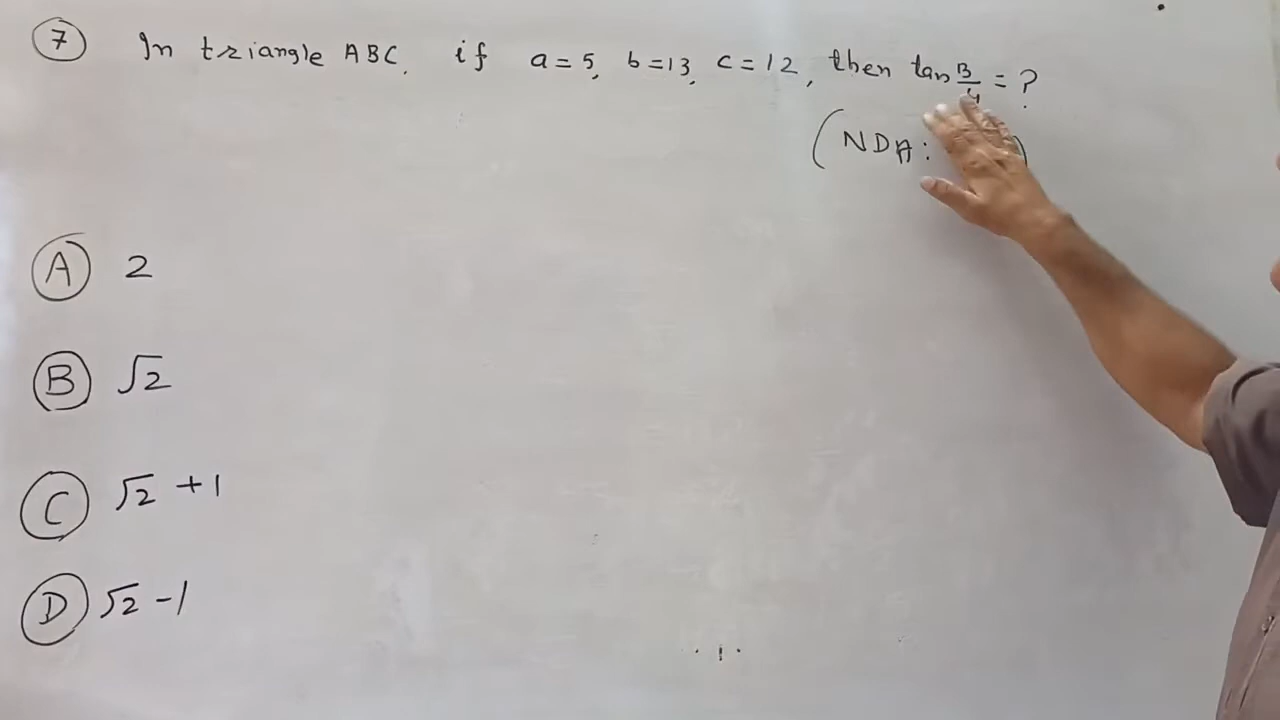 7 In triangle ABC, if a = 5, b = 13, c = 12, then tan B/4 = ?
(NDA: )
A 2
B √2
C √2 + 1
D √2 - 1